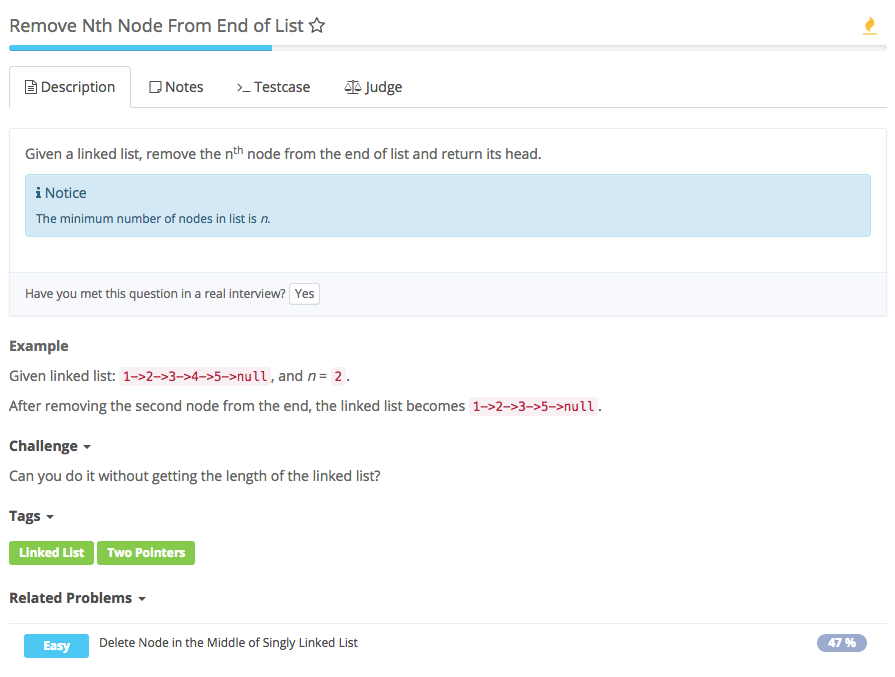 Remove Nth Node From End of List
Description Notes >_ Testcase Judge
Given a linked list, remove the nth node from the end of list and return its head.
Notice
The minimum number of nodes in list is n.
Have you met this question in a real interview? Yes
Example
Given linked list: 1->2->3->4->5->null, and n = 2.
After removing the second node from the end, the linked list becomes 1->2->3->5->null.
Challenge
Can you do it without getting the length of the linked list?
Tags
Linked List Two Pointers
Related Problems
Easy Delete Node in the Middle of Singly Linked List 47 %